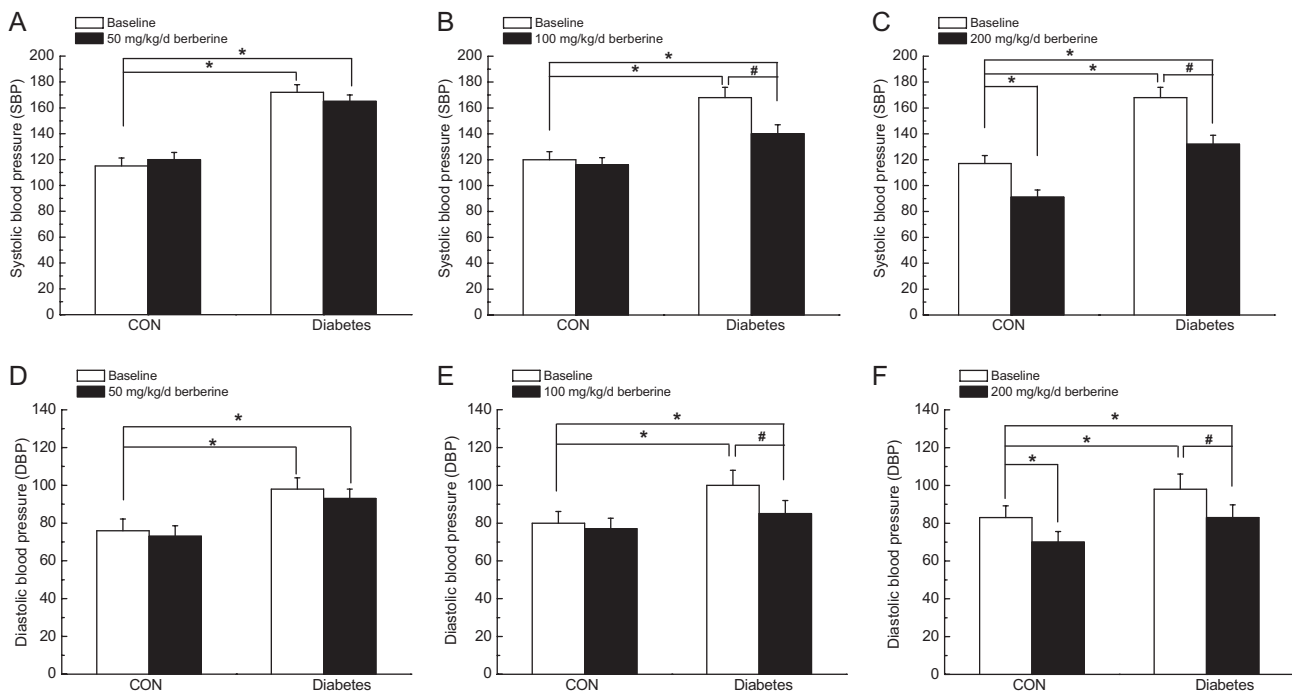 A
Baseline
50 mg/kg/d berberine
Systolic blood pressure (SBP)
200
180
160
140
120
100
80
60
40
20
0
*
*
CON
Diabetes
B
Baseline
100 mg/kg/d berberine
Systolic blood pressure (SBP)
200
180
160
140
120
100
80
60
40
20
0
*
*
#
CON
Diabetes
C
Baseline
200 mg/kg/d berberine
Systolic blood pressure (SBP)
200
180
160
140
120
100
80
60
40
20
0
*
*
#
*
CON
Diabetes
D
Baseline
50 mg/kg/d berberine
Diastolic blood pressure (DBP)
140
120
100
80
60
40
20
0
*
*
CON
Diabetes
E
Baseline
100 mg/kg/d berberine
Diastolic blood pressure (DBP)
140
120
100
80
60
40
20
0
*
*
#
CON
Diabetes
F
Baseline
200 mg/kg/d berberine
Diastolic blood pressure (DBP)
140
120
100
80
60
40
20
0
*
*
#
*
CON
Diabetes